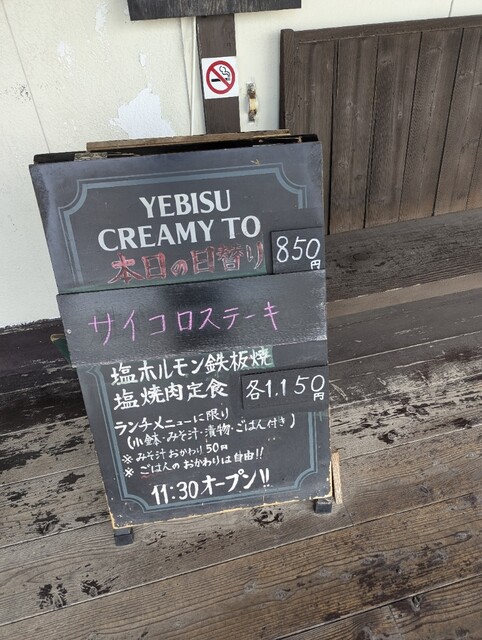 YEBISU
CREAMY TO
本日の日替り 850円
サイコロステーキ
塩ホルモン鉄板焼
塩焼肉定食 各1.150円
ランチメニューに限り
(小鉢・みそ汁・漬物・ごはん付き)
※みそ汁おかわり50円
※ごはんのおかわりは自由!!
11:30オープン!!